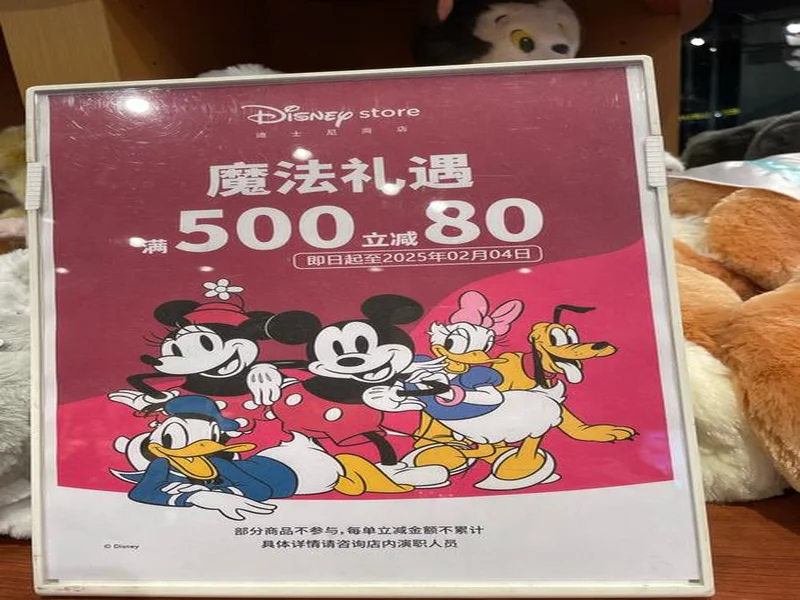 Disney store
迪士尼商店
魔法礼遇
满500立减80
即日起至2025年02月04日
部分商品不参与,每单立减金额不累计
具体详情请咨询店内演职人员
© Disney